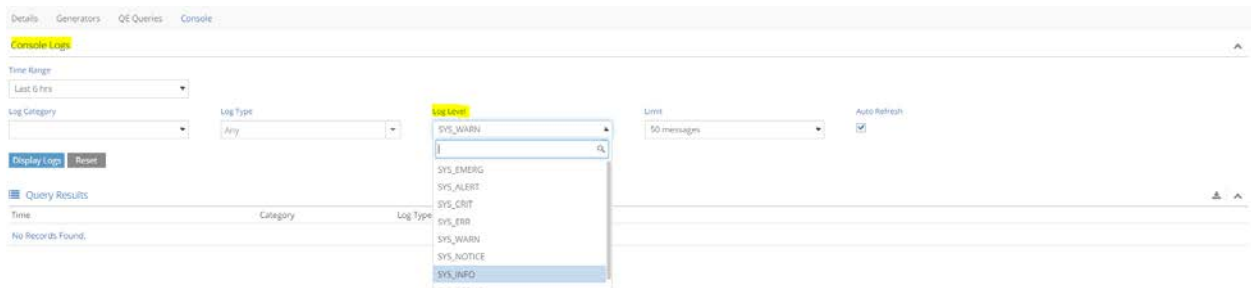 Details Generators QE Queries Console
Console Logs
Time Range
Last 6 hrs
Log Category Log Type Log Level Limit Auto Refresh
Any SYS_WARN 50 messages
Display Logs Reset
SYS_EMERG
SYS_ALERT
SYS_CRIT
SYS_ERR
SYS_WARN
SYS_NOTICE
SYS_INFO
Query Results
Time Category Log Type
No Records Found.